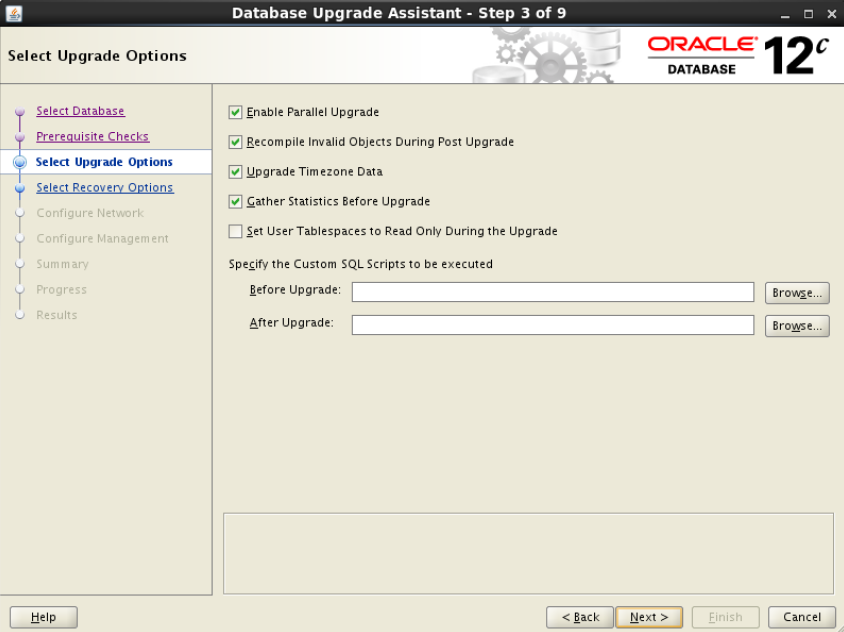 Database Upgrade Assistant - Step 3 of 9
Select Upgrade Options
ORACLE
DATABASE
12c
Select Database
Prerequisite Checks
Select Upgrade Options
Select Recovery Options
Configure Network
Configure Management
Summary
Progress
Results
Enable Parallel Upgrade
Recompile Invalid Objects During Post Upgrade
Upgrade Timezone Data
Gather Statistics Before Upgrade
Set User Tablespaces to Read Only During the Upgrade
Specify the Custom SQL Scripts to be executed
Before Upgrade: Browse...
After Upgrade: Browse...
Help < Back Next > Finish Cancel